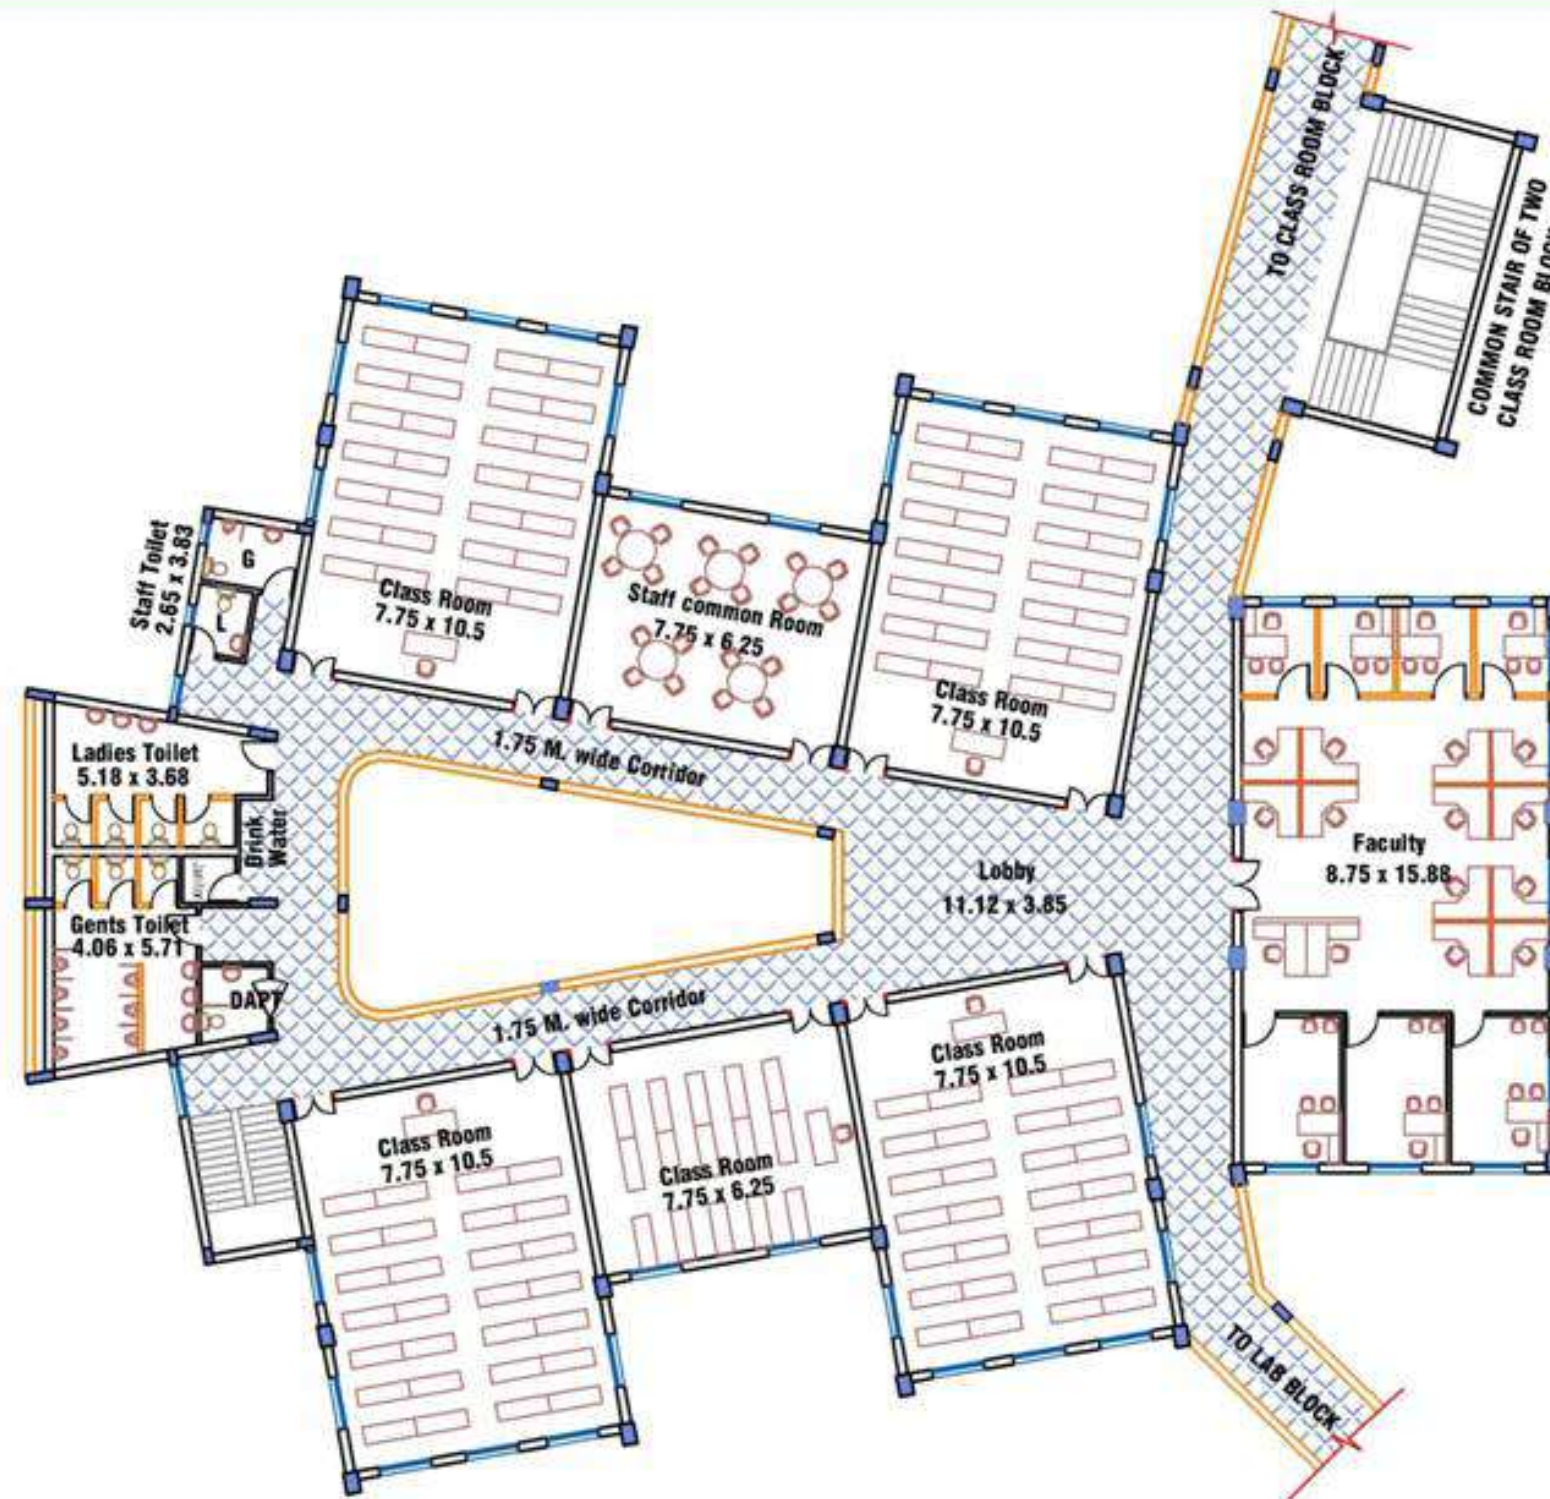 TO CLASS ROOM BLOCK
COMMON STAIR OF TWO
CLASS ROOM BLOCK
Staff Toilet
2.65 x 3.83
G
L
Class Room
7.75 x 10.5
Staff common Room
7.75 x 6.25
Class Room
7.75 x 10.5
Ladies Toilet
5.18 x 3.68
1.75 M. wide Corridor
Drink
Water
Lobby
11.12 x 3.85
Faculty
8.75 x 15.88
Gents Toilet
4.06 x 5.71
DAPT
1.75 M. wide Corridor
Class Room
7.75 x 10.5
Class Room
7.75 x 6.25
Class Room
7.75 x 10.5
TO LAB BLOCK